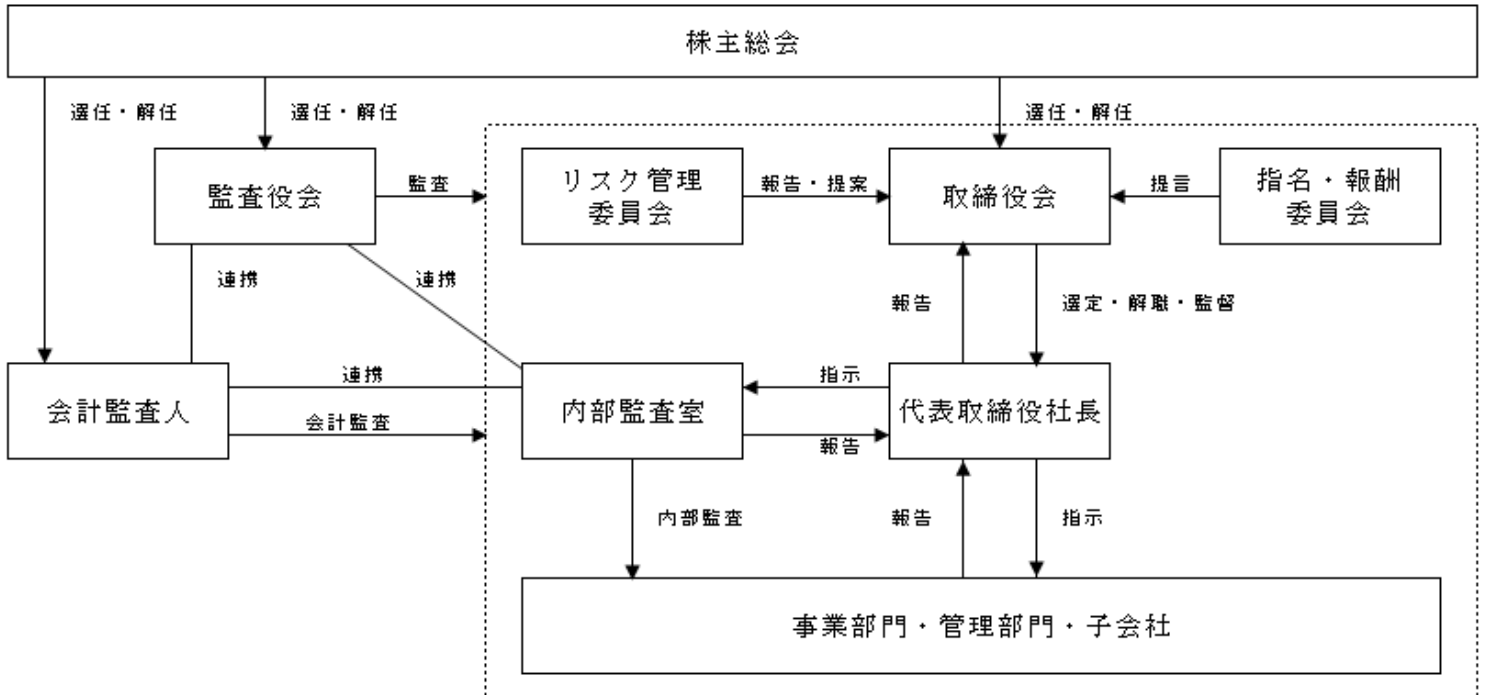 株主総会
選任・解任
選任・解任
選任・解任
監査役会
監査
リスク管理
委員会
報告・提案
取締役会
提言
指名・報酬
委員会
連携
連携
報告
選定・解職・監督
会計監査人
連携
会計監査
内部監査室
指示
報告
代表取締役社長
内部監査
報告
指示
事業部門・管理部門・子会社